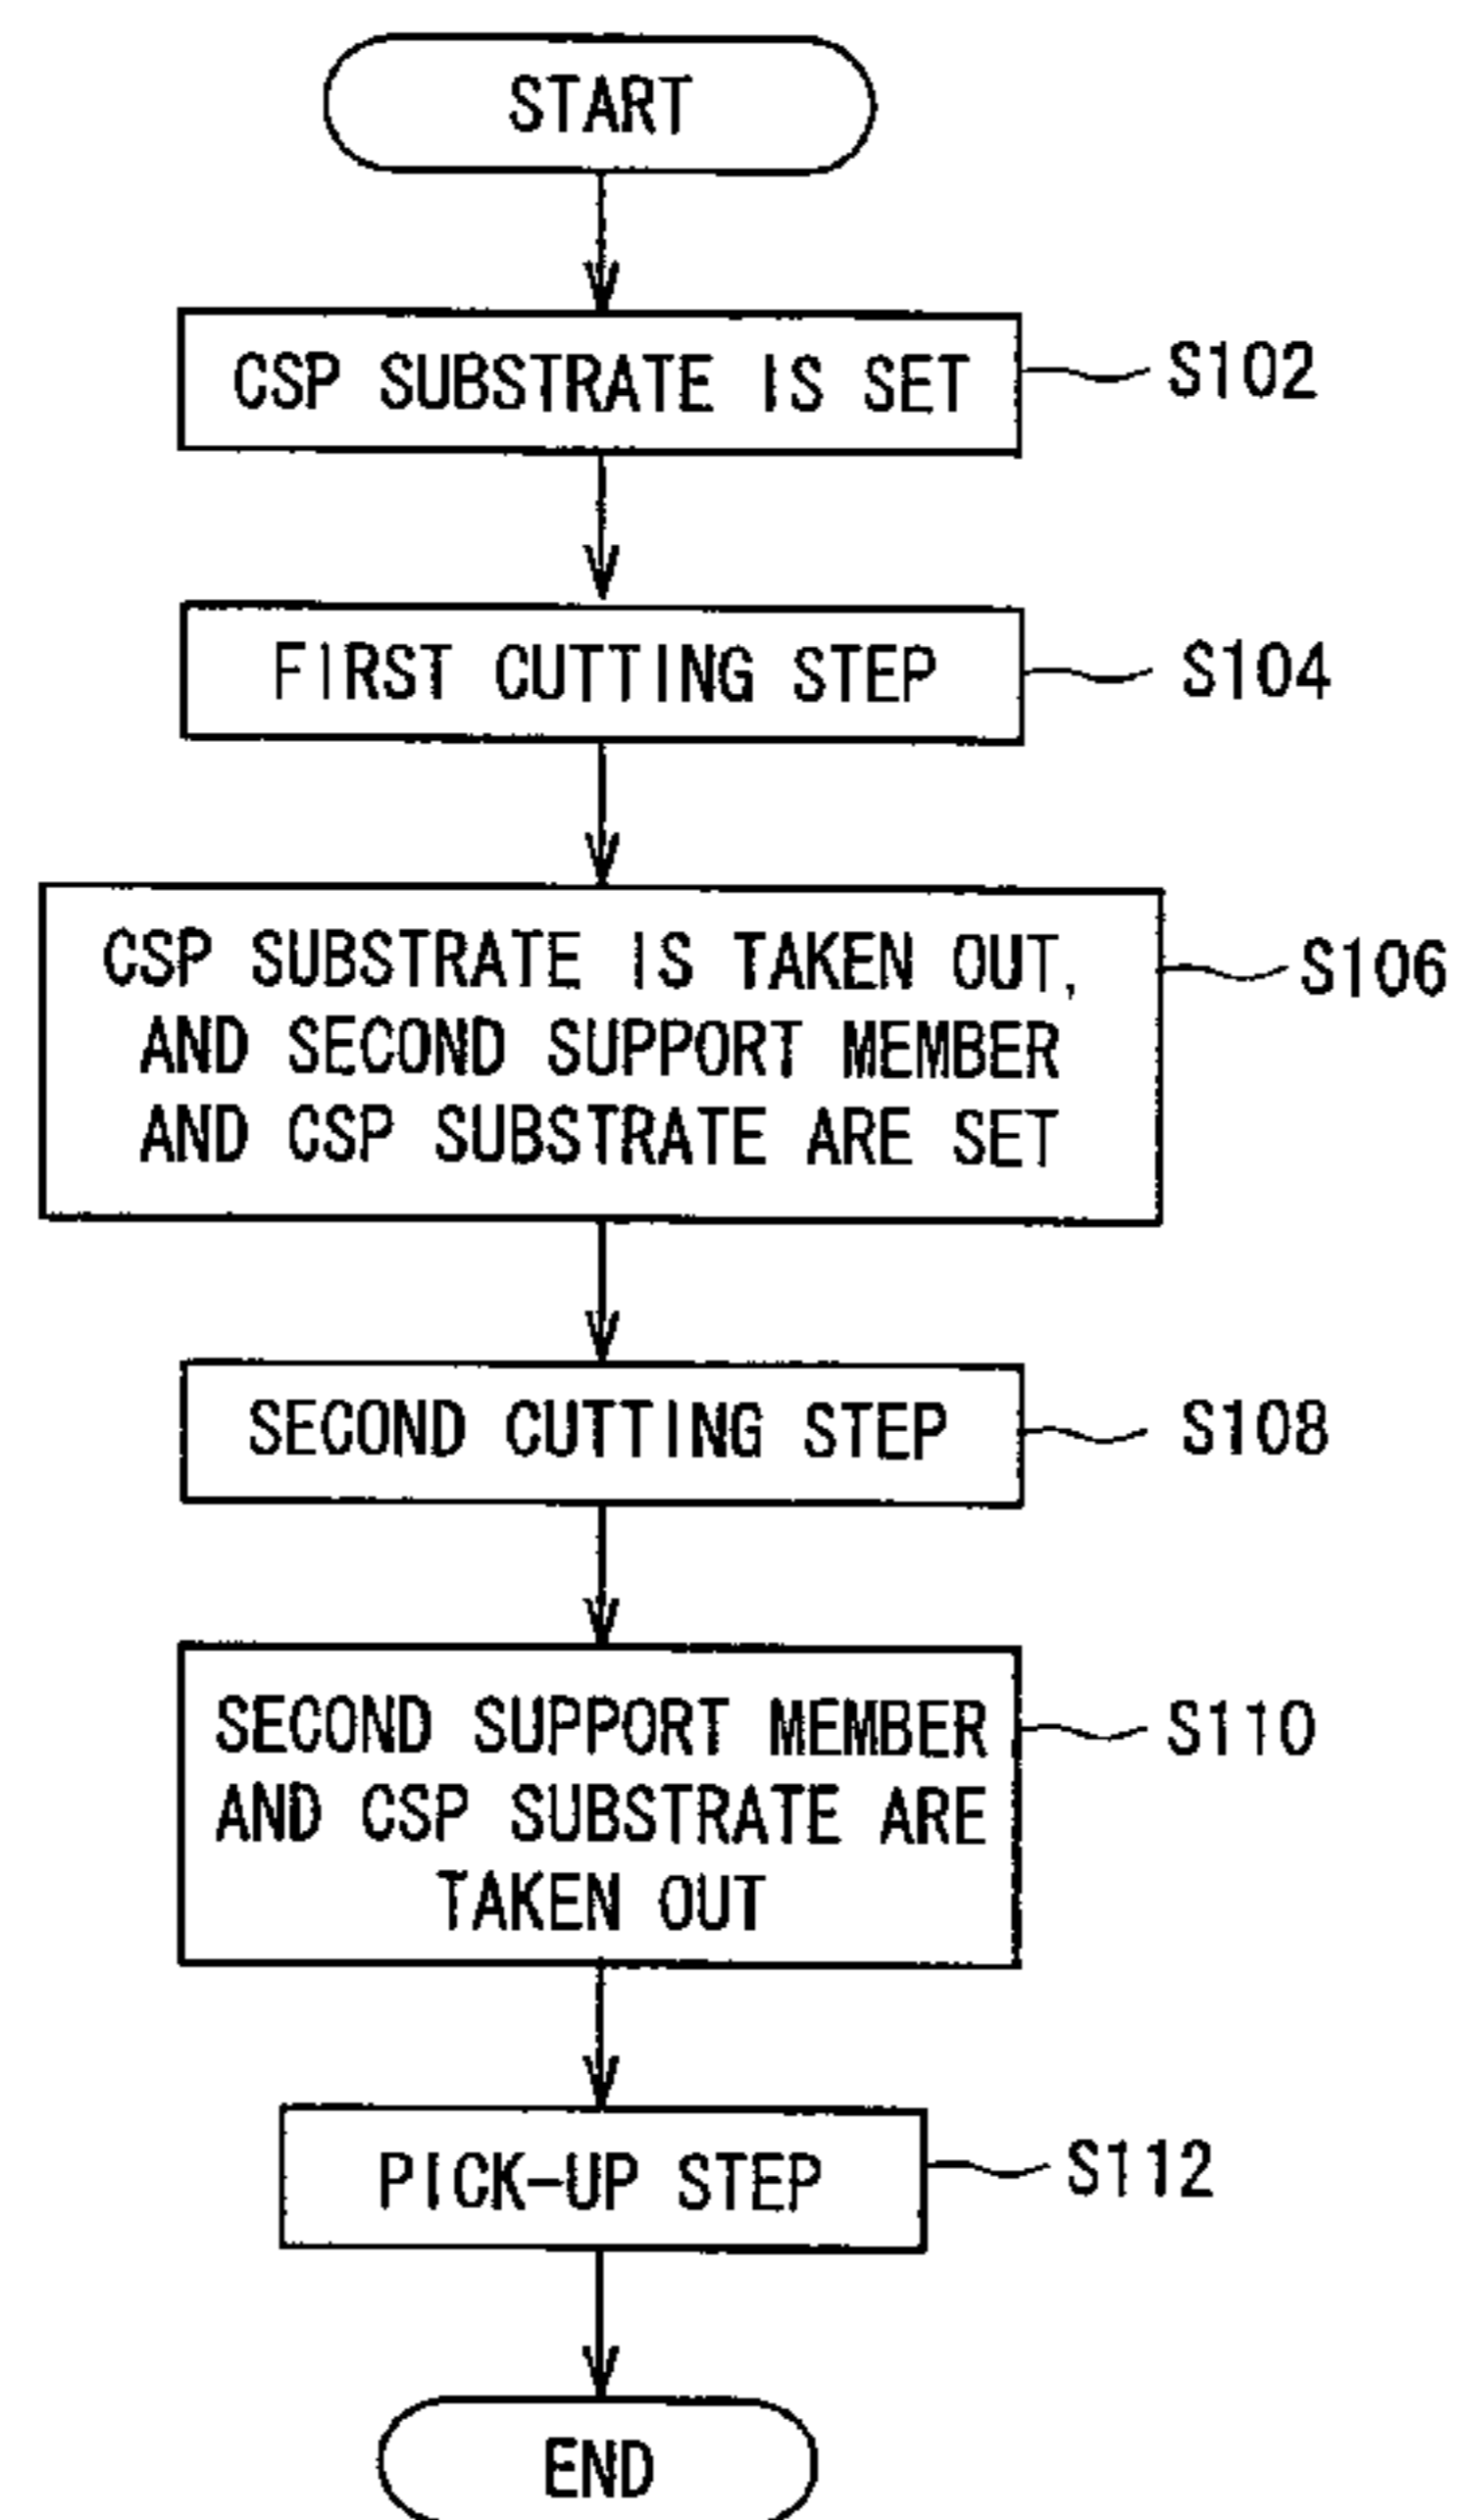 START
CSP SUBSTRATE IS SET
S102
FIRST CUTTING STEP
S104
CSP SUBSTRATE IS TAKEN OUT,
AND SECOND SUPPORT MEMBER
AND CSP SUBSTRATE ARE SET
S106
SECOND CUTTING STEP
S108
SECOND SUPPORT MEMBER
AND CSP SUBSTRATE ARE
TAKEN OUT
S110
PICK-UP STEP
S112
END